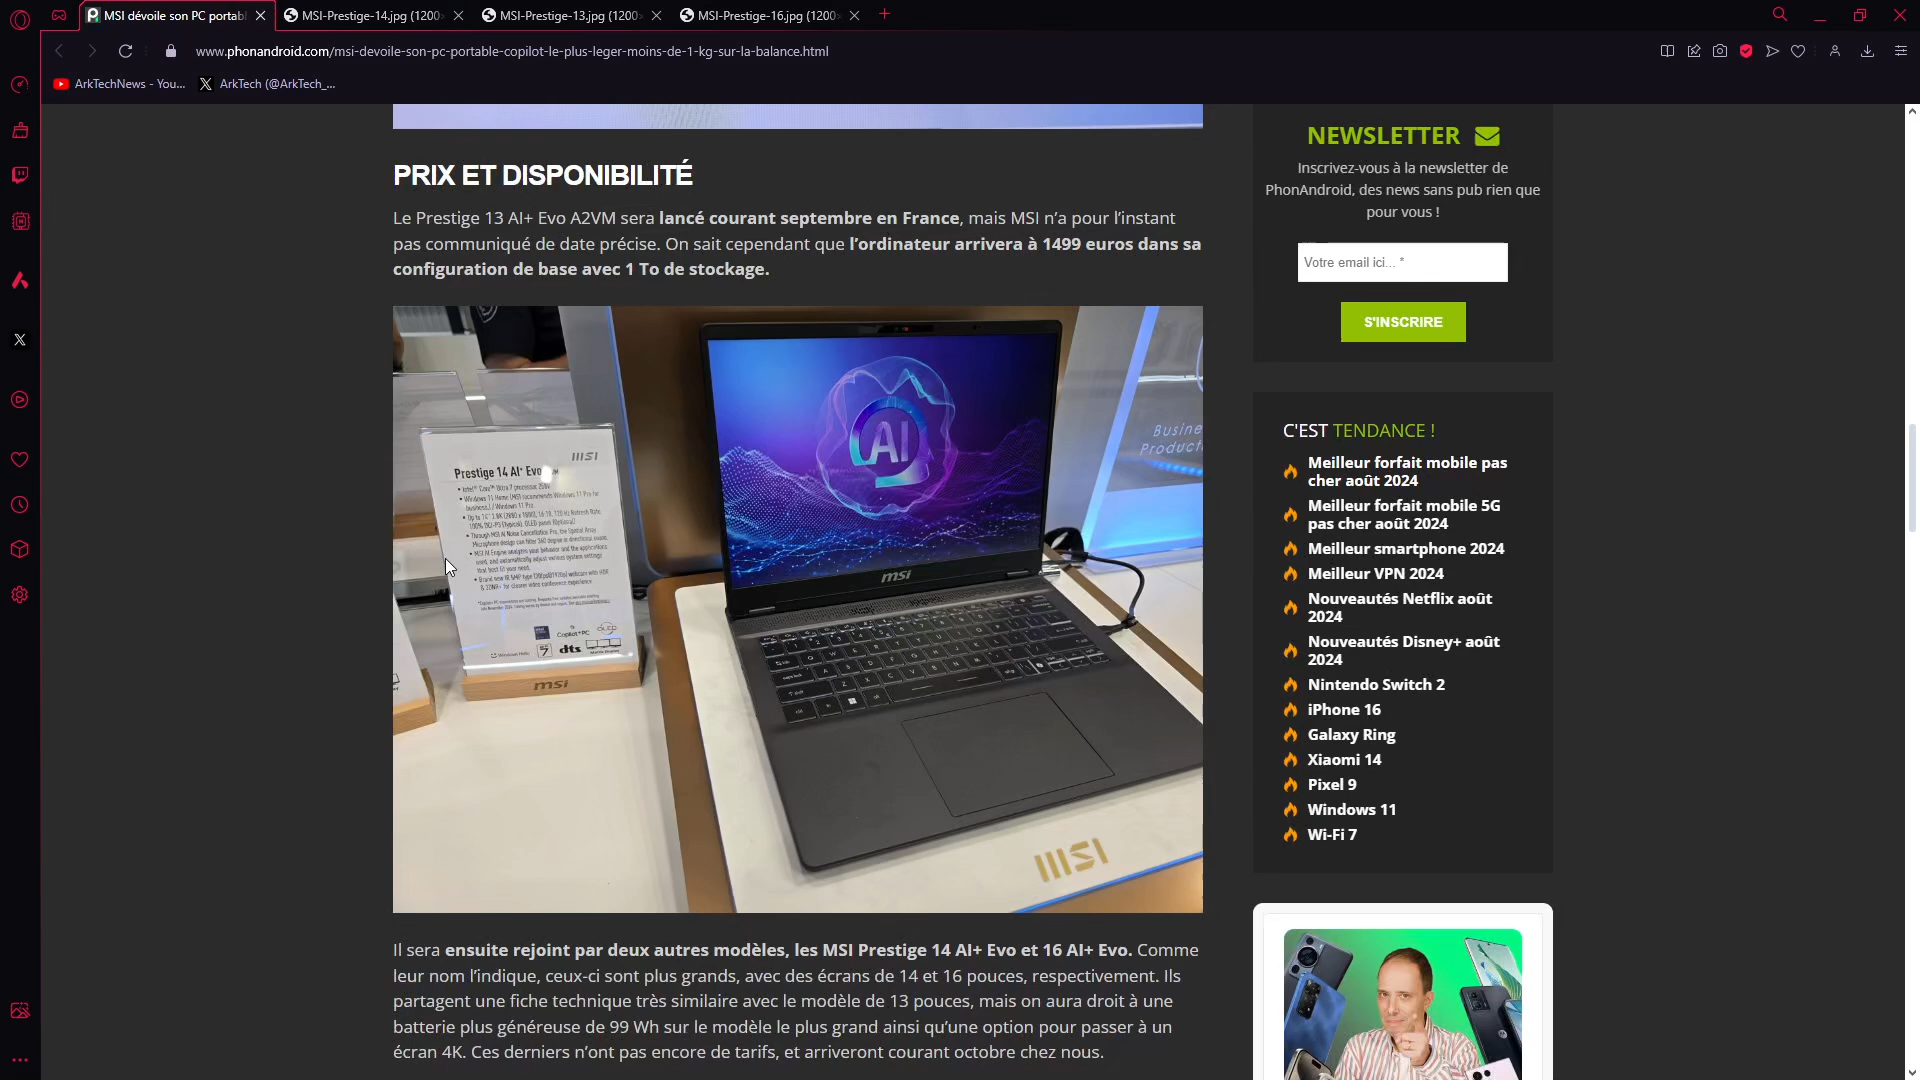 MSI dévoile son PC portab
MSI-Prestige-14.jpg (1200
MSI-Prestige-13.jpg (1200
MSI-Prestige-16.jpg (1200
www.phonandroid.com/msi-devoile-son-pc-portable-copilot-le-plus-leger-moins-de-1-kg-sur-la-balance.html
ArkTechNews - You...
ArkTech (@ArkTech_...
PRIX ET DISPONIBILITÉ
Le Prestige 13 AI+ Evo A2VM sera lancé courant septembre en France, mais MSI n’a pour l’instant
pas communiqué de date précise. On sait cependant que l’ordinateur arrivera à 1499 euros dans sa
configuration de base avec 1 To de stockage.
msi
Prestige 14 AI+ Evo
Windows Hello
Copilot+PC
OLED
dts
msi
AI
msi
Busine
Product
msi
Il sera ensuite rejoint par deux autres modèles, les MSI Prestige 14 AI+ Evo et 16 AI+ Evo. Comme
leur nom l’indique, ceux-ci sont plus grands, avec des écrans de 14 et 16 pouces, respectivement. Ils
partagent une fiche technique très similaire avec le modèle de 13 pouces, mais on aura droit à une
batterie plus généreuse de 99 Wh sur le modèle le plus grand ainsi qu’une option pour passer à un
écran 4K. Ces derniers n’ont pas encore de tarifs, et arriveront courant octobre chez nous.
NEWSLETTER
Inscrivez-vous à la newsletter de
PhonAndroid, des news sans pub rien que
pour vous !
Votre email ici... *
S'INSCRIRE
C'EST TENDANCE !
Meilleur forfait mobile pas
cher août 2024
Meilleur forfait mobile 5G
pas cher août 2024
Meilleur smartphone 2024
Meilleur VPN 2024
Nouveautés Netflix août
2024
Nouveautés Disney+ août
2024
Nintendo Switch 2
iPhone 16
Galaxy Ring
Xiaomi 14
Pixel 9
Windows 11
Wi-Fi 7